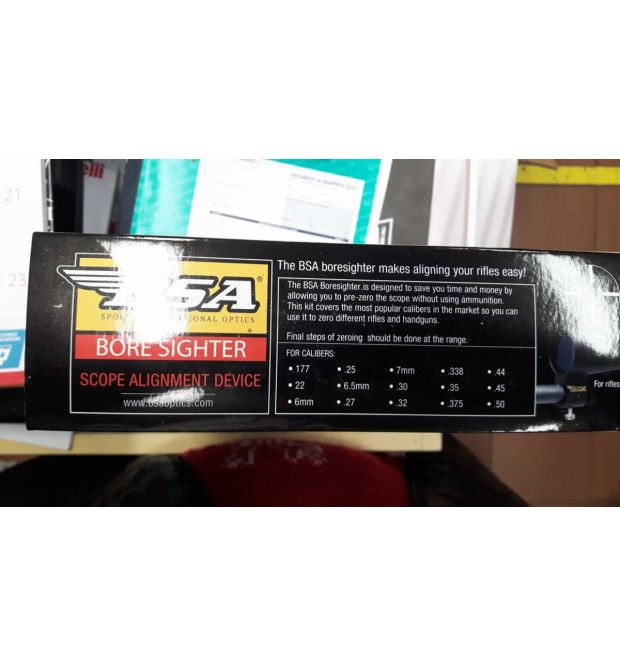 21
23
elli
BSA
®
OPTICS
®
BORE SIGHTER
SCOPE ALIGNMENT DEVICE
www.bsaoptics.com
The BSA boresighter makes aligning your rifles easy!
The BSA Boresighter is designed to save you time and money by
allowing you to pre-zero the scope without using ammunition.
This kit covers the most popular calibers in the market so you can
use it to zero different rifles and handguns.
Final steps of zeroing should be done at the range.
FOR CALIBERS:
• 177 • .25 • 7mm • .338 • .44
• 22 • 6.5mm • .30 • .35 • .45
• 6mm • .27 • .32 • .375 • .50
For rifles